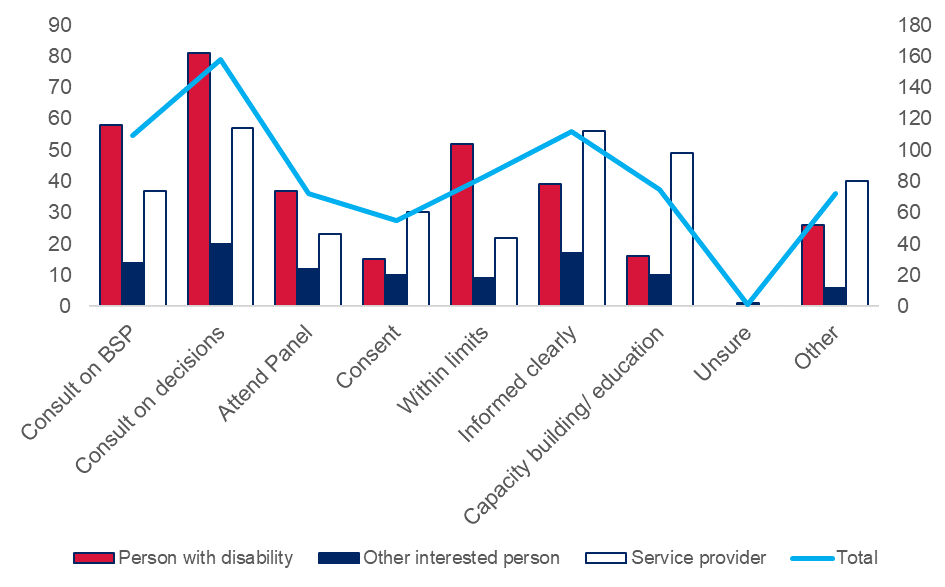 90
80
70
60
50
40
30
20
10
0
180
160
140
120
100
80
60
40
20
0
Consult on BSP
Consult on decisions
Attend Panel
Consent
Within limits
Informed clearly
Capacity building/ education
Unsure
Other
Person with disability
Other interested person
Service provider
Total